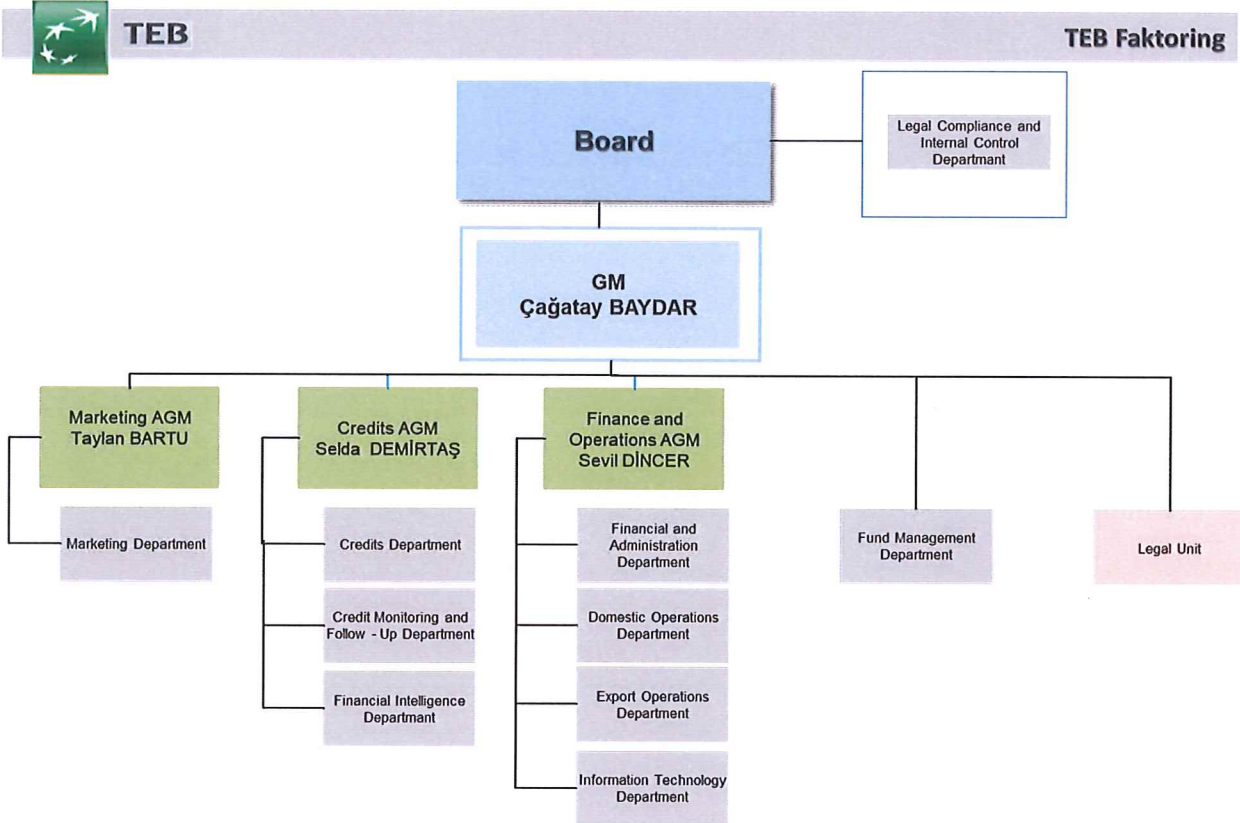 TEB
TEB Faktoring
Board
Legal Compliance and
Internal Control
Departmant
GM
Çağatay BAYDAR
Marketing AGM
Taylan BARTU
Credits AGM
Selda DEMİRTAŞ
Finance and
Operations AGM
Sevil DİNCER
Marketing Department
Credits Department
Financial and
Administration
Department
Fund Management
Department
Legal Unit
Credit Monitoring and
Follow - Up Department
Domestic Operations
Department
Financial Intelligence
Departmant
Export Operations
Department
Information Technology
Department